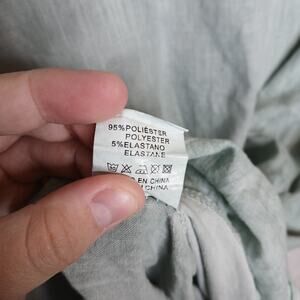 95%POLIÉSTER
POLYESTER
5%ELASTANO
ELASTANE
EN CHINA
CHINA